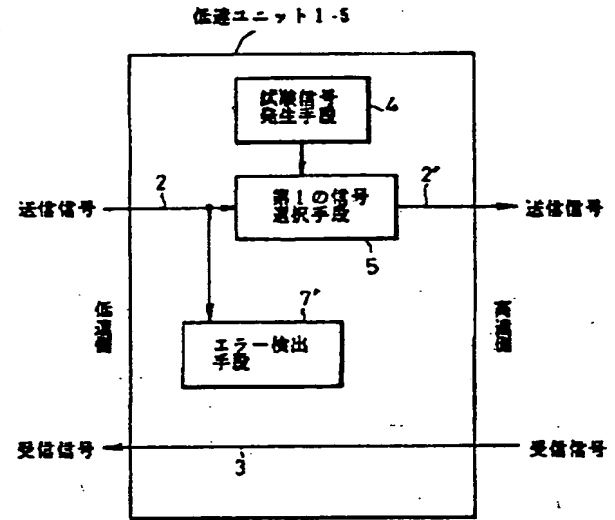 低速ユニット1-5
試験信号
発生手段
4
送信信号
2
第1の信号
選択手段
2'
送信信号
5
低速側
7'
エラー検出
手段
高速側
受信信号
3
受信信号